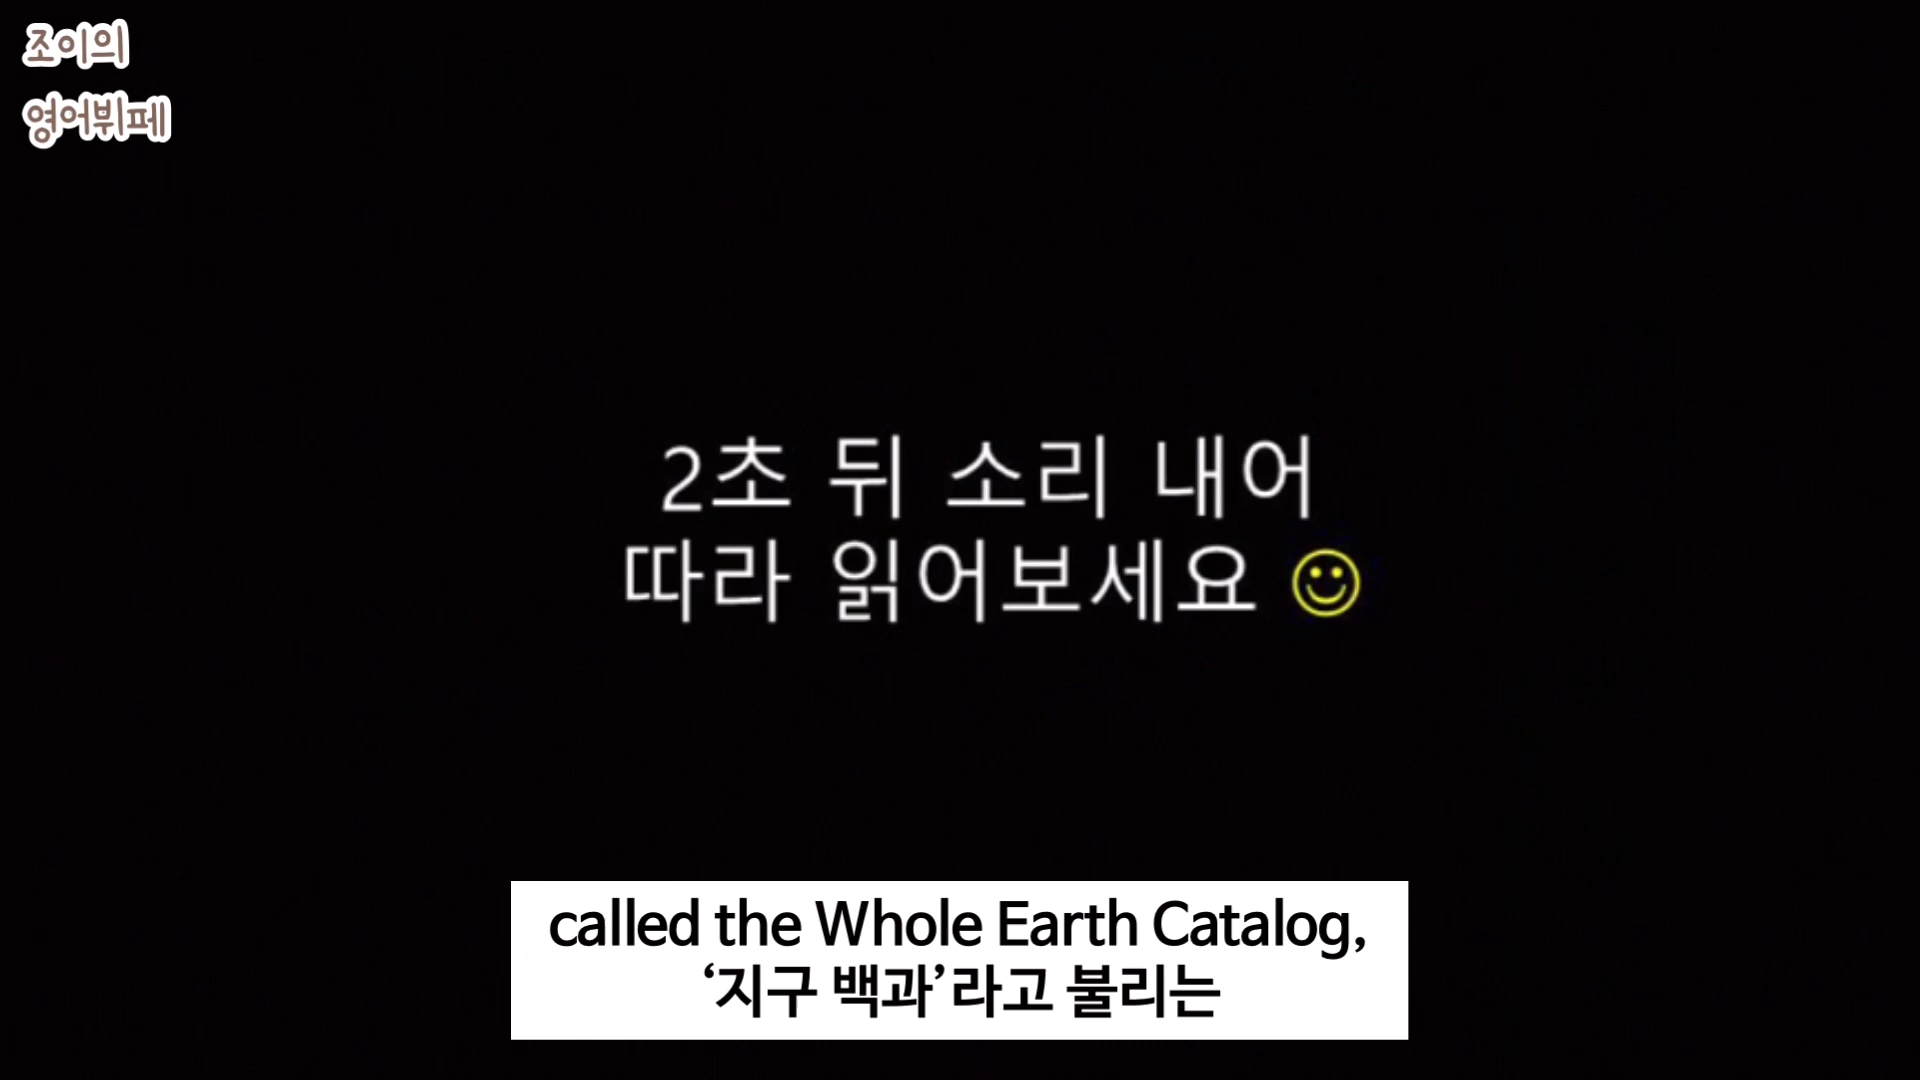 조이의
영어뷔페
2초 뒤 소리 내어
따라 읽어보세요 ☺
called the Whole Earth Catalog,
‘지구 백과’라고 불리는